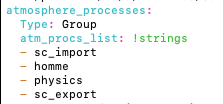 atmosphere_processes:
  Type: Group
  atm_procs_list: !strings
  - sc_import
  - homme
  - physics
  - sc_export